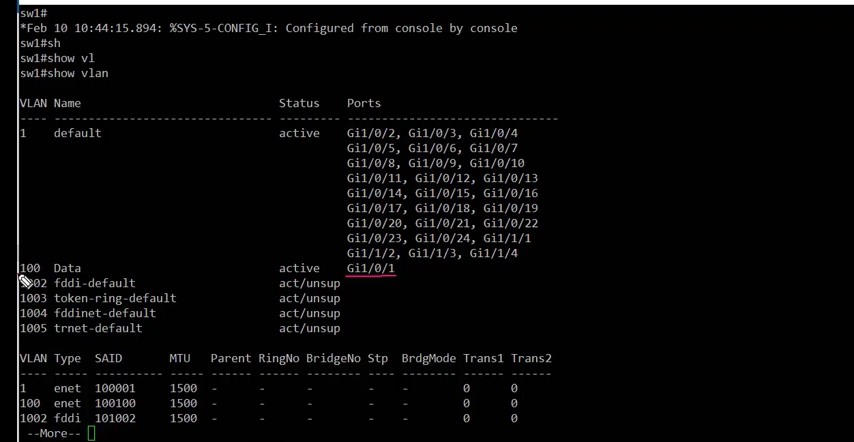 sw1#
*Feb 10 10:44:15.894: %SYS-5-CONFIG_I: Configured from console by console
sw1#sh
sw1#show vl
sw1#show vlan
VLAN Name                             Status    Ports
---- -------------------------------- --------- -------------------------------
1    default                          active    Gi1/0/2, Gi1/0/3, Gi1/0/4
                                                Gi1/0/5, Gi1/0/6, Gi1/0/7
                                                Gi1/0/8, Gi1/0/9, Gi1/0/10
                                                Gi1/0/11, Gi1/0/12, Gi1/0/13
                                                Gi1/0/14, Gi1/0/15, Gi1/0/16
                                                Gi1/0/17, Gi1/0/18, Gi1/0/19
                                                Gi1/0/20, Gi1/0/21, Gi1/0/22
                                                Gi1/0/23, Gi1/0/24, Gi1/1/1
                                                Gi1/1/2, Gi1/1/3, Gi1/1/4
100  Data                             active    Gi1/0/1
1002 fddi-default                     act/unsup
1003 token-ring-default               act/unsup
1004 fddinet-default                  act/unsup
1005 trnet-default                    act/unsup
VLAN Type  SAID       MTU   Parent RingNo BridgeNo Stp  BrdgMode Trans1 Trans2
---- ----- ---------- ----- ------ ------ -------- ---- -------- ------ ------
1    enet  100001     1500  -      -      -        -    -        0      0
100  enet  100100     1500  -      -      -        -    -        0      0
1002 fddi  101002     1500  -      -      -        -    -        0      0
 --More--